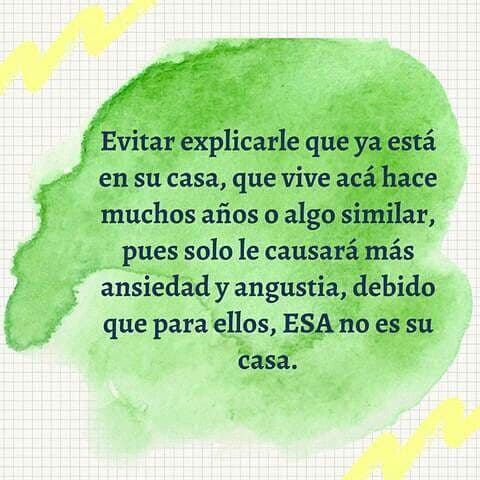 Evitar explicarle que ya está
en su casa, que vive acá hace
muchos años o algo similar,
pues solo le causará más
ansiedad y angustia, debido
que para ellos, ESA no es su
casa.